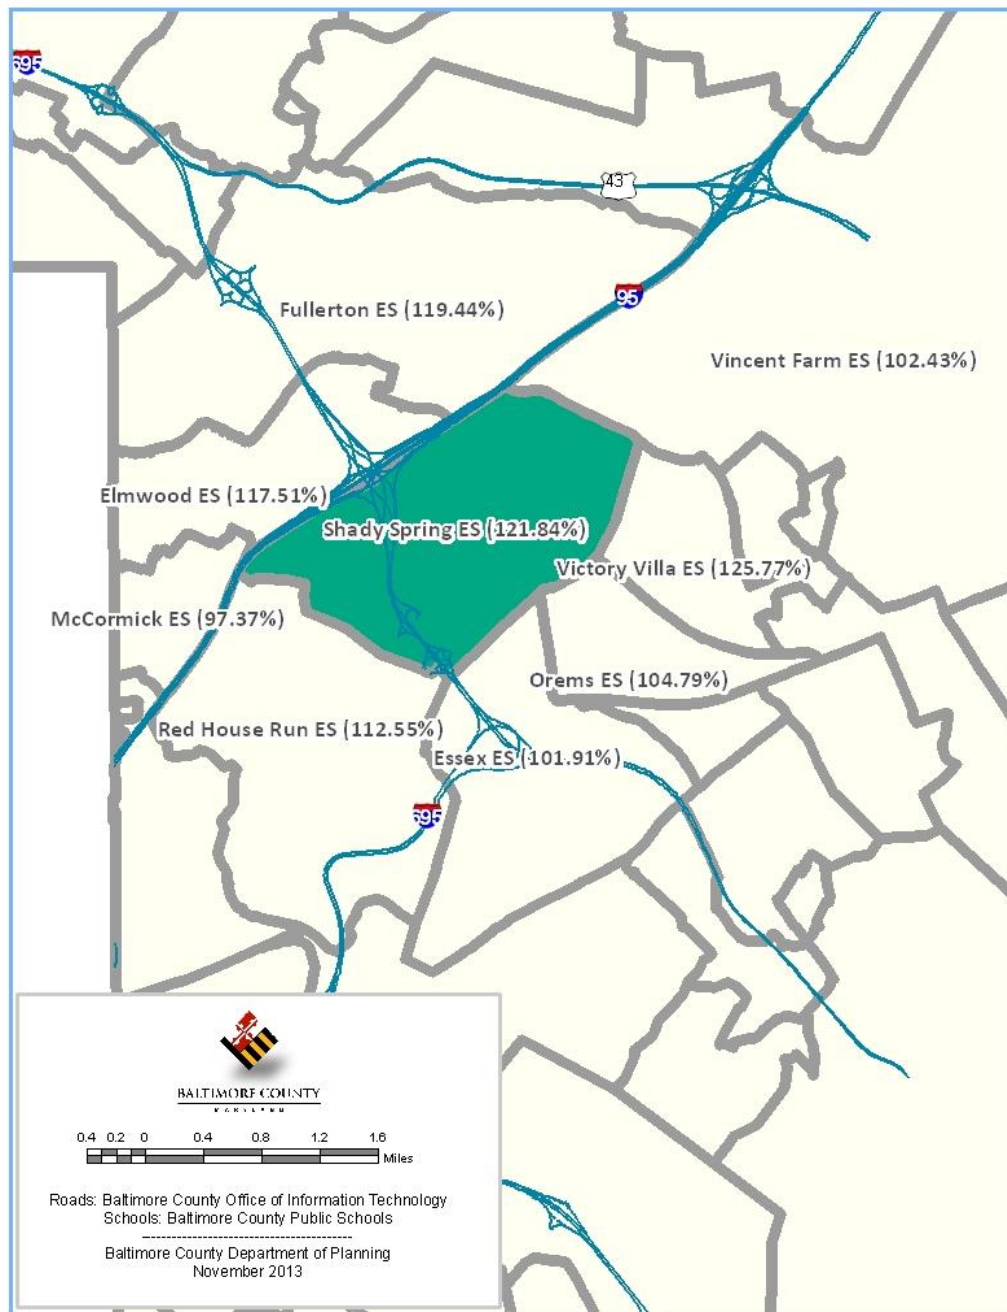 695
43
95
Fullerton ES (119.44%)
Vincent Farm ES (102.43%)
Elmwood ES (117.51%)
Shady Spring ES (121.84%)
Victory Villa ES (125.77%)
McCormick ES (97.37%)
Orems ES (104.79%)
Red House Run ES (112.55%)
Essex ES (101.91%)
695
BALTIMORE COUNTY
MARYLAND
0.4 0.2 0 0.4 0.8 1.2 1.6
Miles
Roads: Baltimore County Office of Information Technology
Schools: Baltimore County Public Schools
----------------------------------------
Baltimore County Department of Planning
November 2013